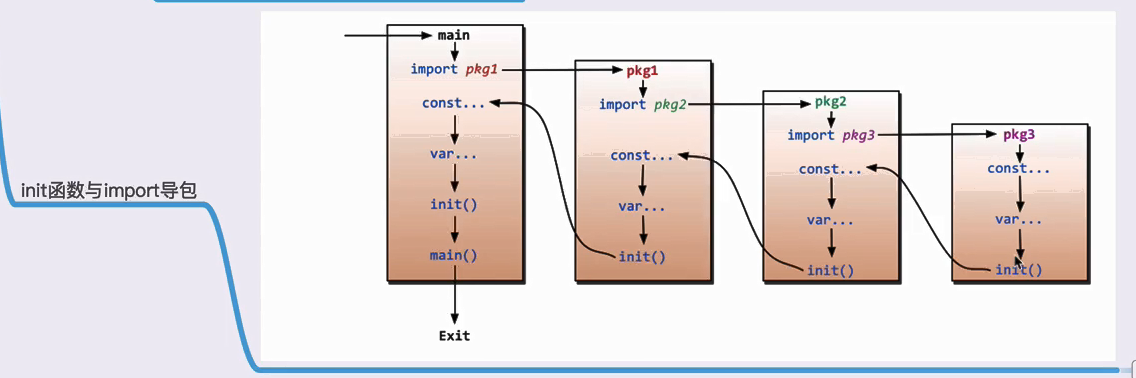 init函数与import导包
main
import pkg1
const...
var...
init()
main()
Exit
pkg1
import pkg2
const...
var...
init()
pkg2
import pkg3
const...
var...
init()
pkg3
const...
var...
init()